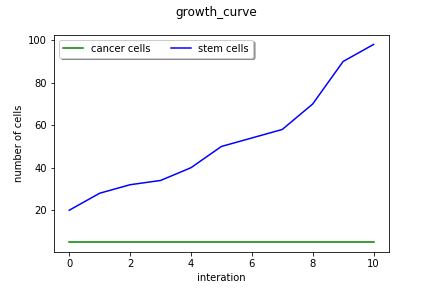 growth_curve
cancer cells
stem cells
number of cells
100
80
60
40
20
0
2
4
6
8
10
interation